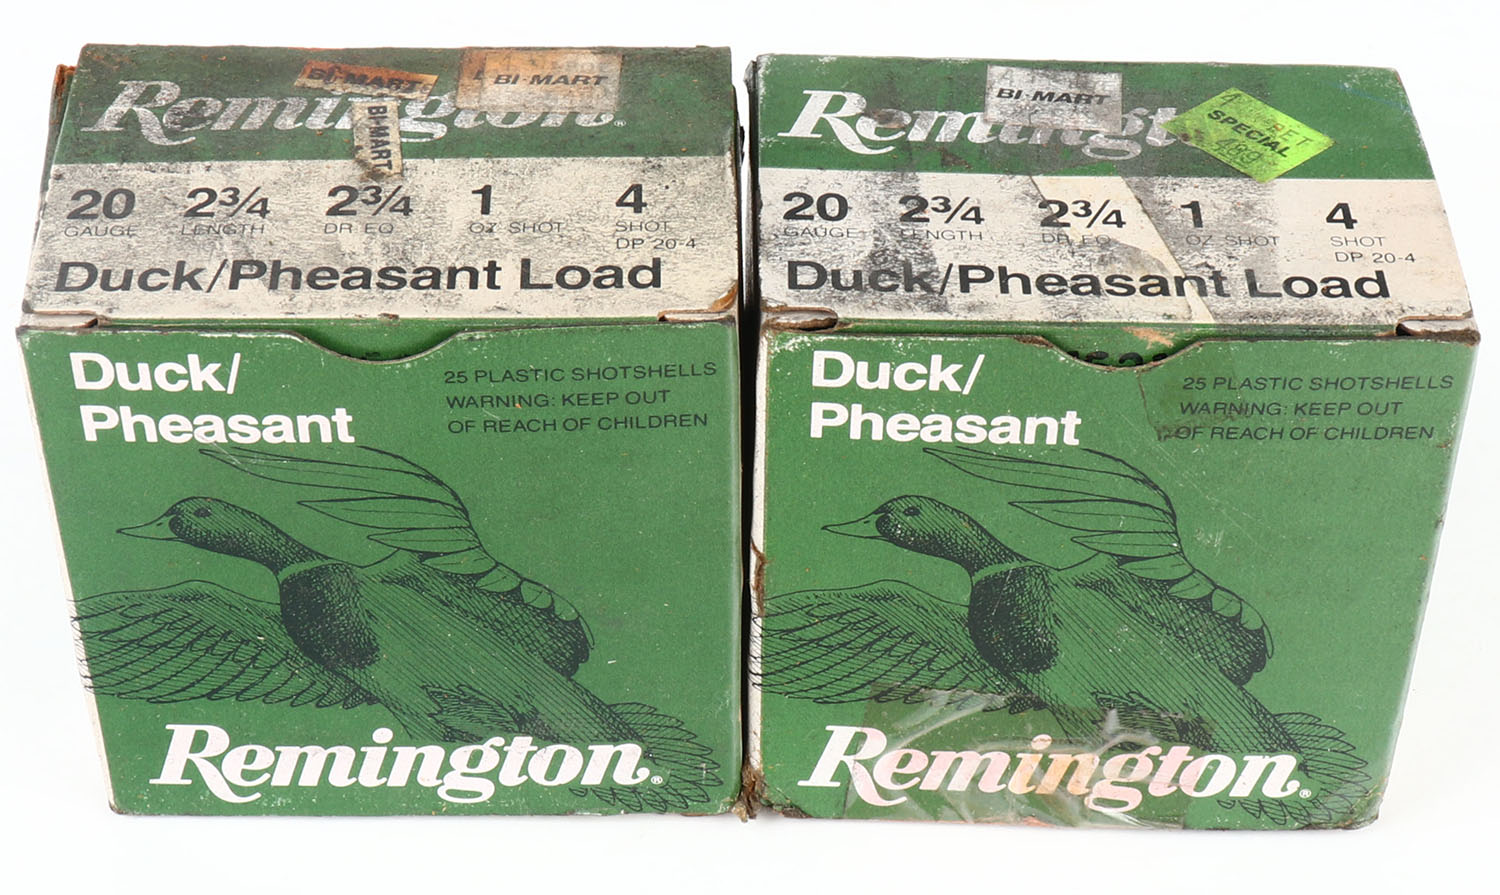 BI-MART
BI-MART
Remington®
BI-MART
20 2¾ 2¾ 1 4
GAUGE LENGTH DR EQ OZ SHOT SHOT
DP 20-4
Duck/Pheasant Load
Duck/
Pheasant
25 PLASTIC SHOTSHELLS
WARNING: KEEP OUT
OF REACH OF CHILDREN
Remington®
BI-MART
Remingt
SPECIAL
20 2¾ 2¾ 1 4
GAUGE LENGTH DR EQ OZ SHOT SHOT
DP 20-4
Duck/Pheasant Load
Duck/
Pheasant
25 PLASTIC SHOTSHELLS
WARNING: KEEP OUT
OF REACH OF CHILDREN
Remington®